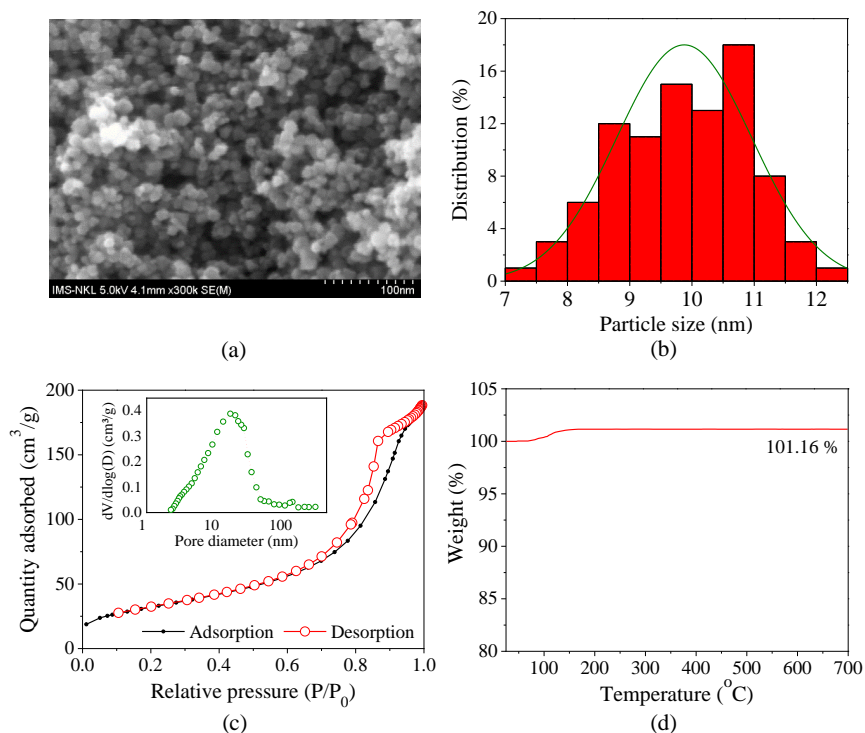 IMS-NKL 5.0kV 4.1mm x300k SE(M)
100nm
(a)
20
16
12
8
4
0
Distribution (%)
7 8 9 10 11 12
Particle size (nm)
(b)
200
150
100
50
0
Quantity adsorbed (cm³/g)
0.4
0.3
0.2
0.1
0.0
dV/dlog(D) (cm³/g)
1 10 100
Pore diameter (nm)
Adsorption Desorption
0.0 0.2 0.4 0.6 0.8 1.0
Relative pressure (P/P₀)
(c)
105
100
95
90
85
80
Weight (%)
101.16 %
100 200 300 400 500 600 700
Temperature (°C)
(d)